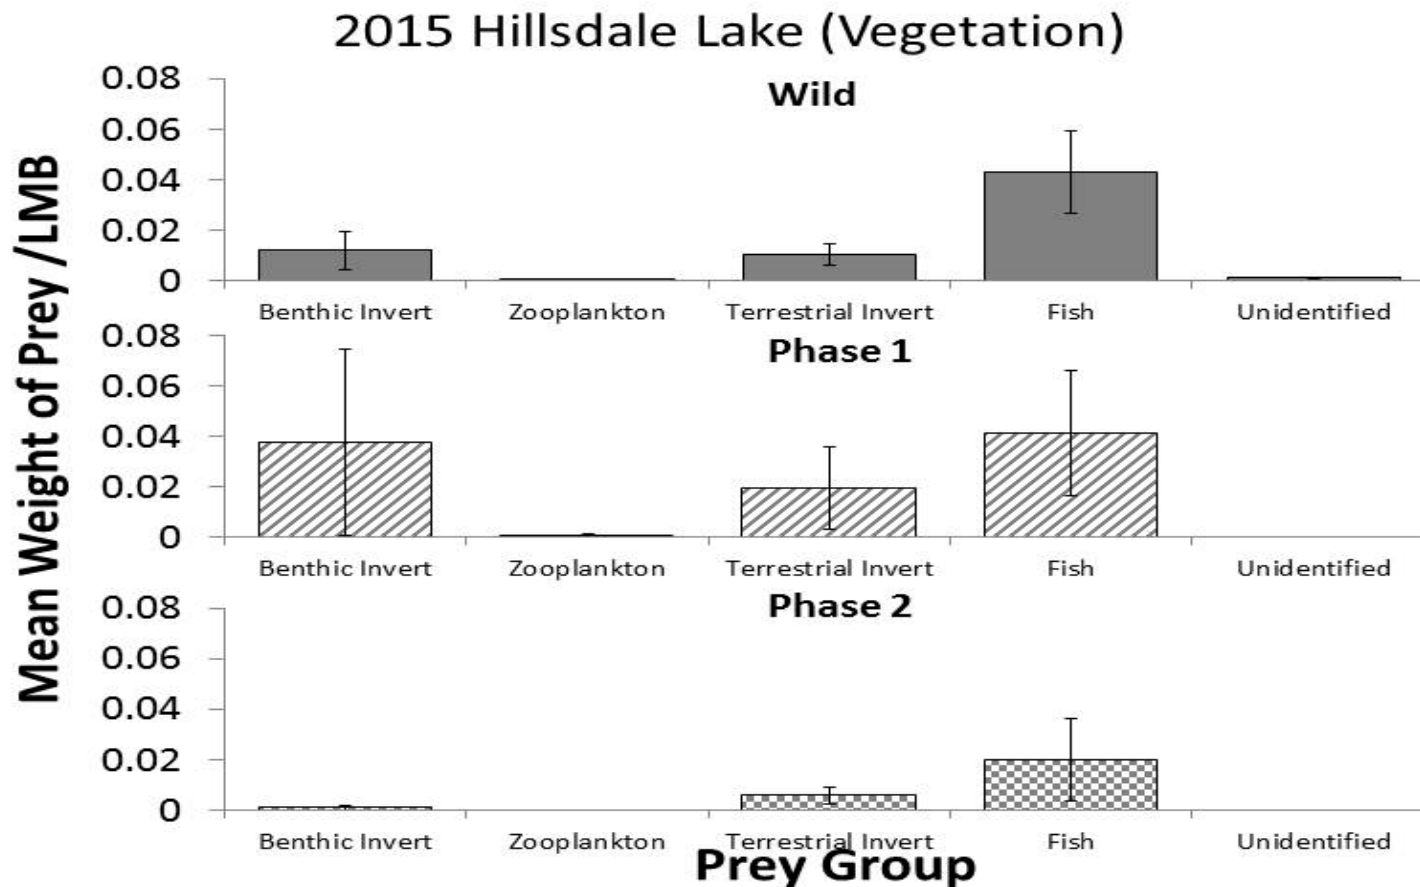 2015 Hillsdale Lake (Vegetation)
Mean Weight of Prey /LMB
Wild
0.08
0.06
0.04
0.02
0
Benthic Invert Zooplankton Terrestrial Invert Fish Unidentified
Phase 1
0.08
0.06
0.04
0.02
0
Benthic Invert Zooplankton Terrestrial Invert Fish Unidentified
Phase 2
0.08
0.06
0.04
0.02
0
Benthic Invert Zooplankton Terrestrial Invert Fish Unidentified
Prey Group